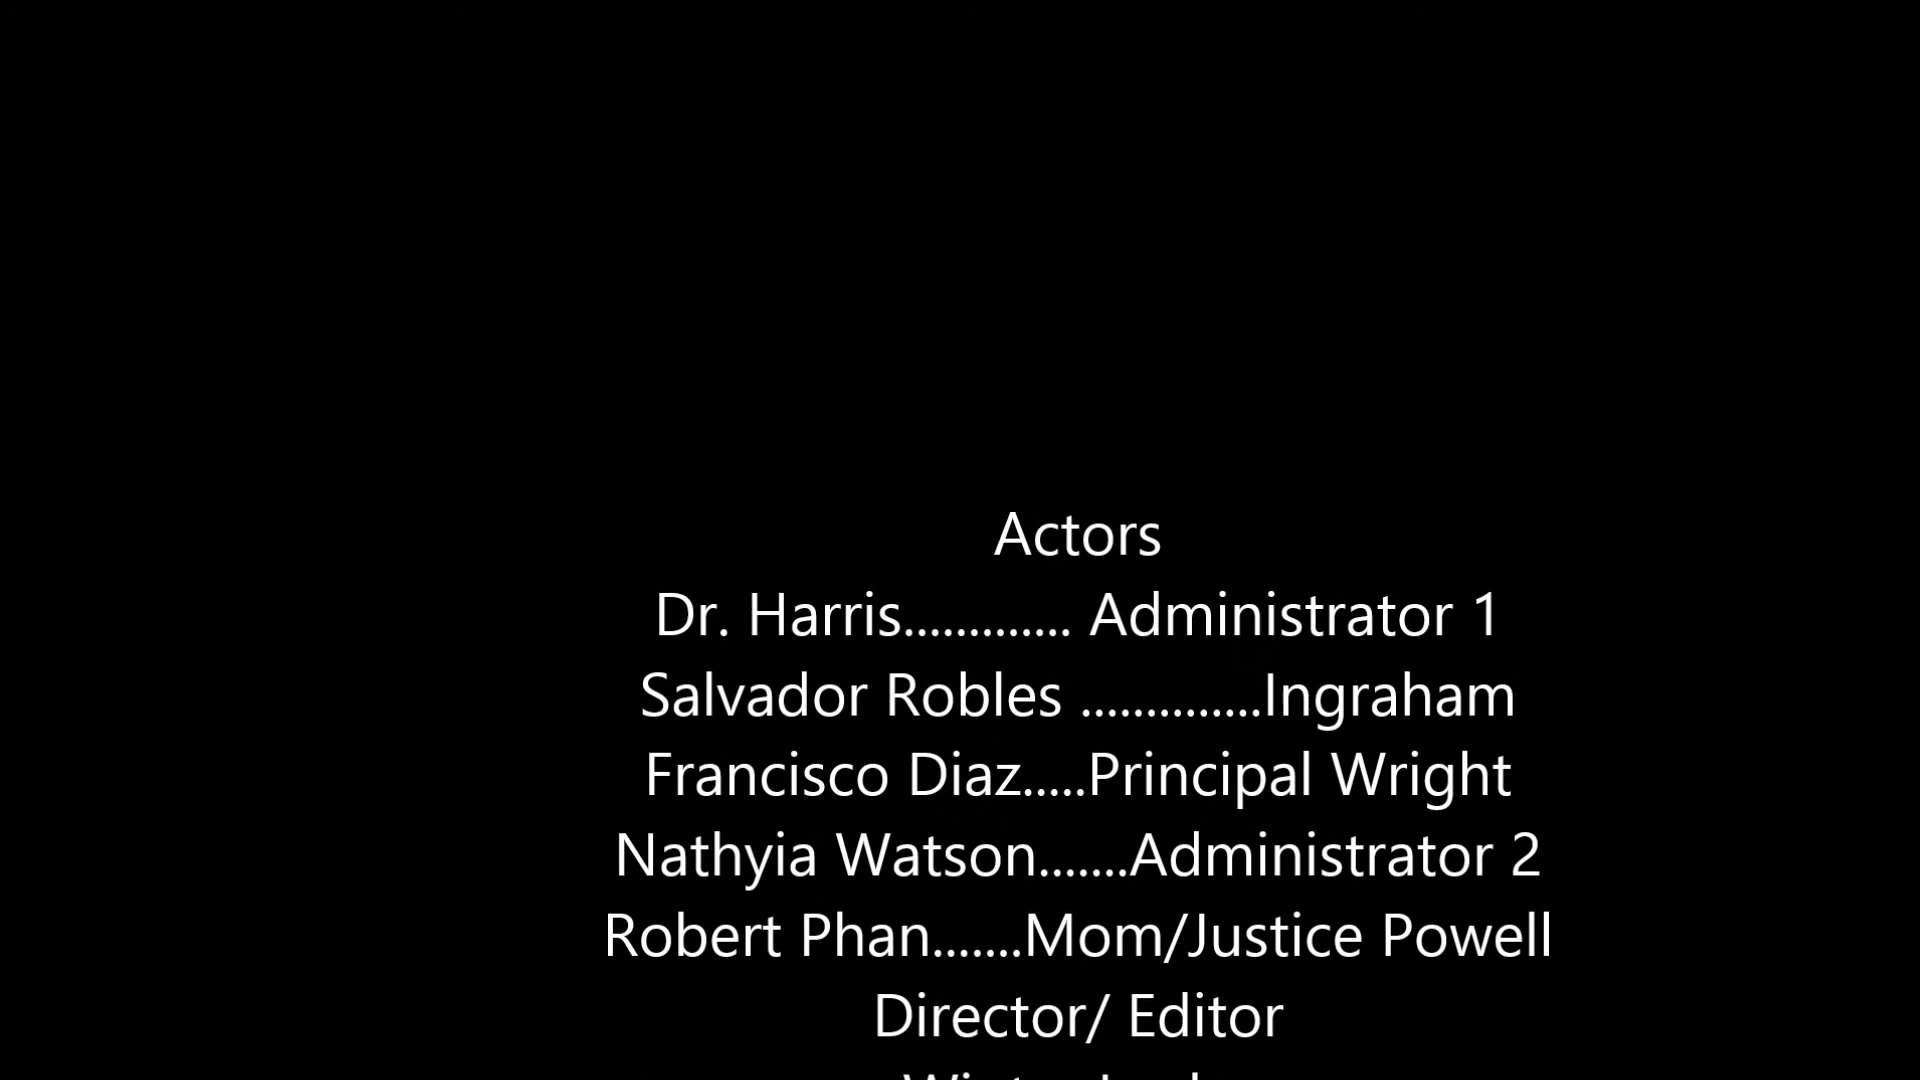 Actors
Dr. Harris............. Administrator 1
Salvador Robles ..............Ingraham
Francisco Diaz.....Principal Wright
Nathyia Watson.......Administrator 2
Robert Phan.......Mom/Justice Powell
Director/ Editor